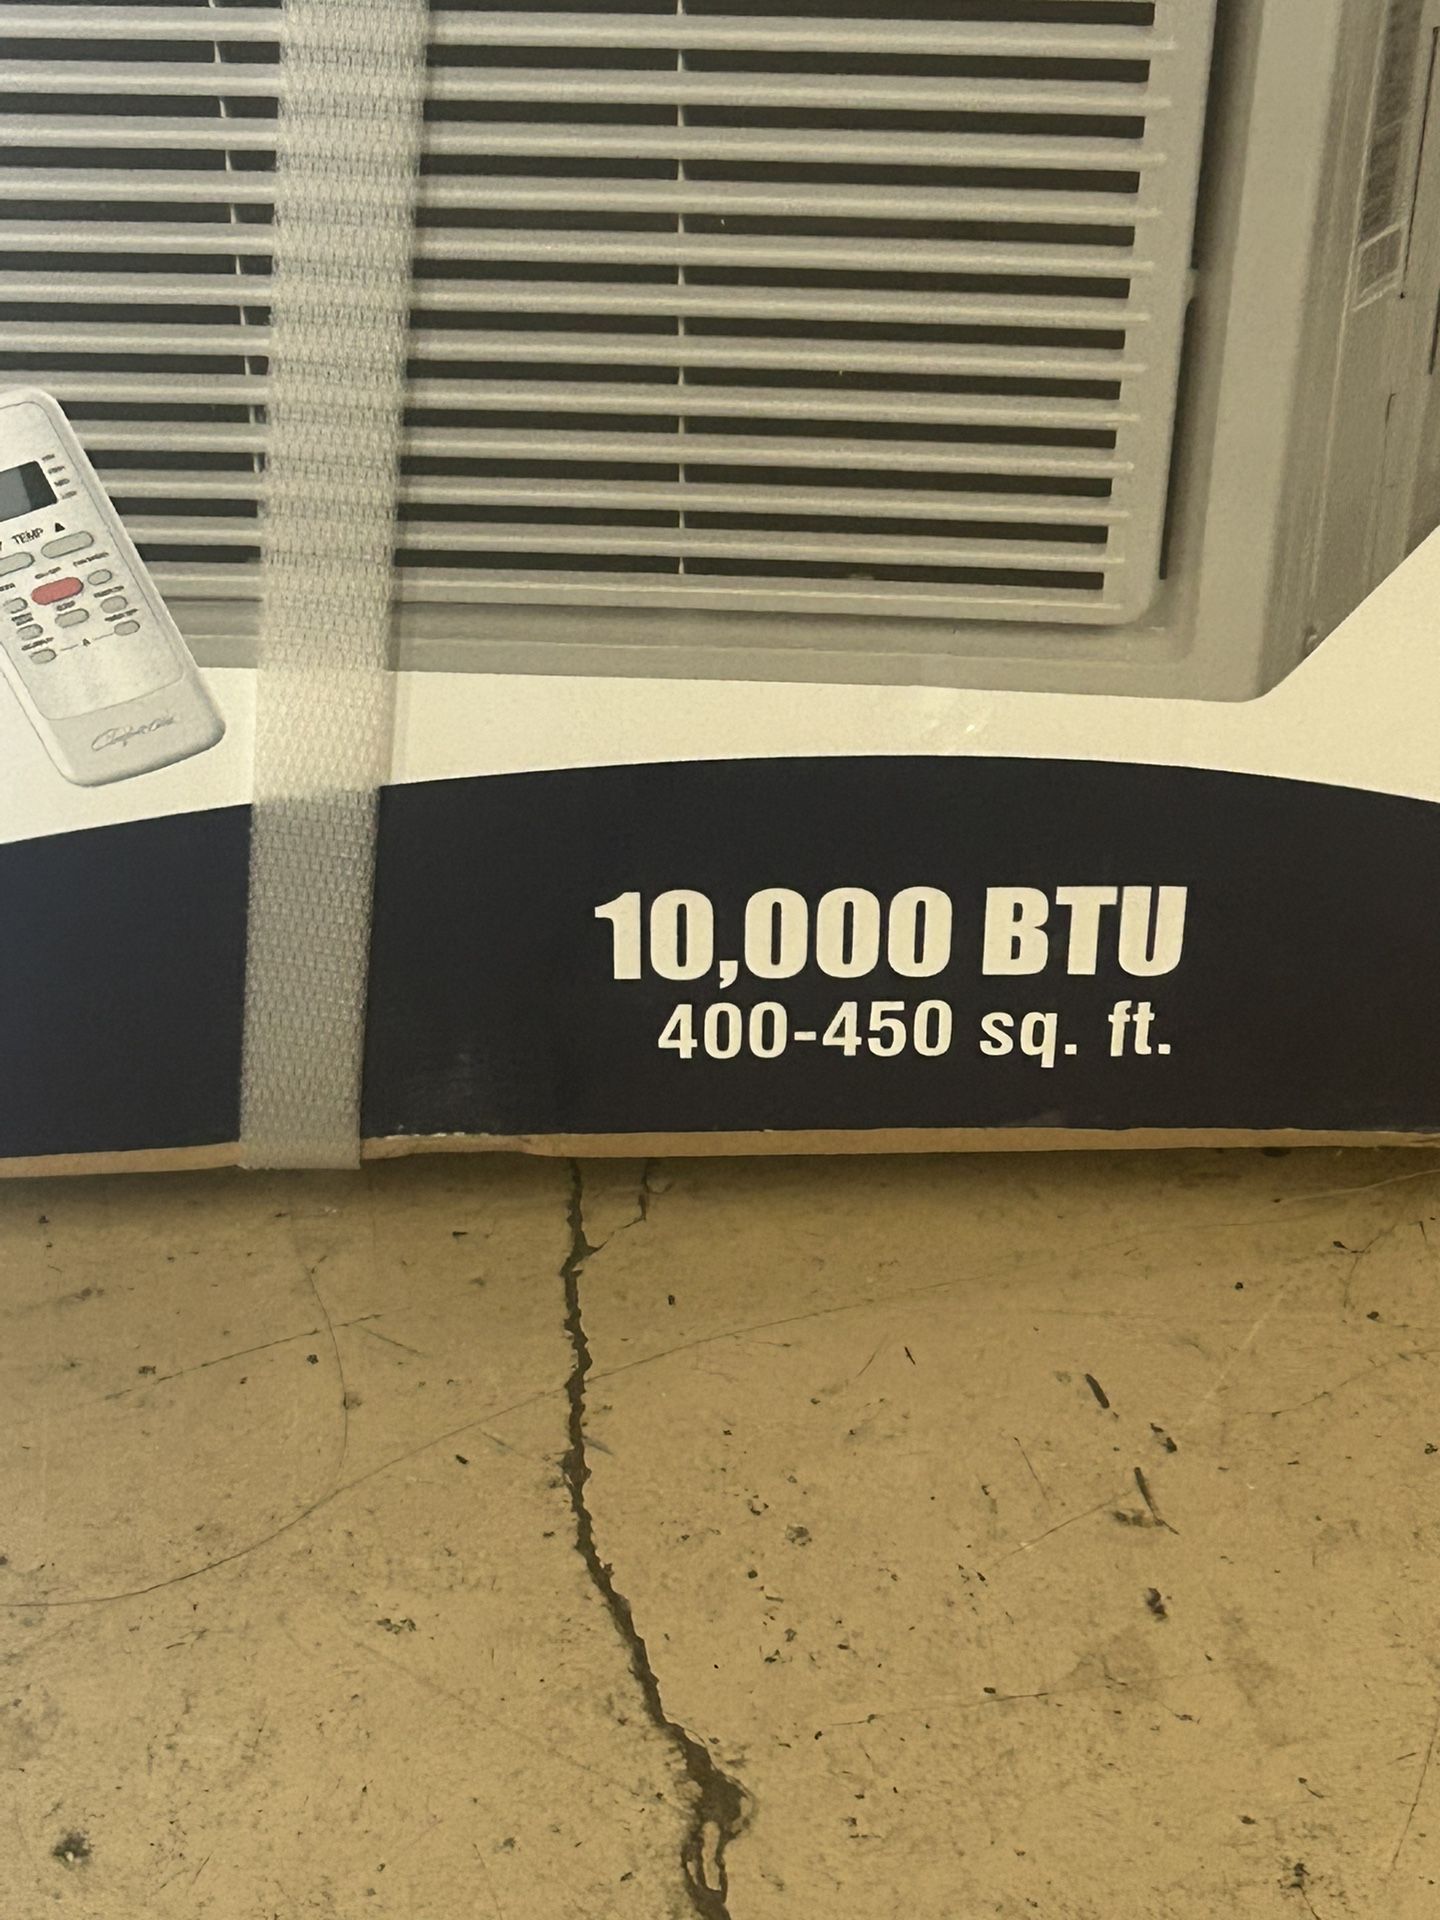 TEMP ▲
10,000 BTU
400-450 sq. ft.